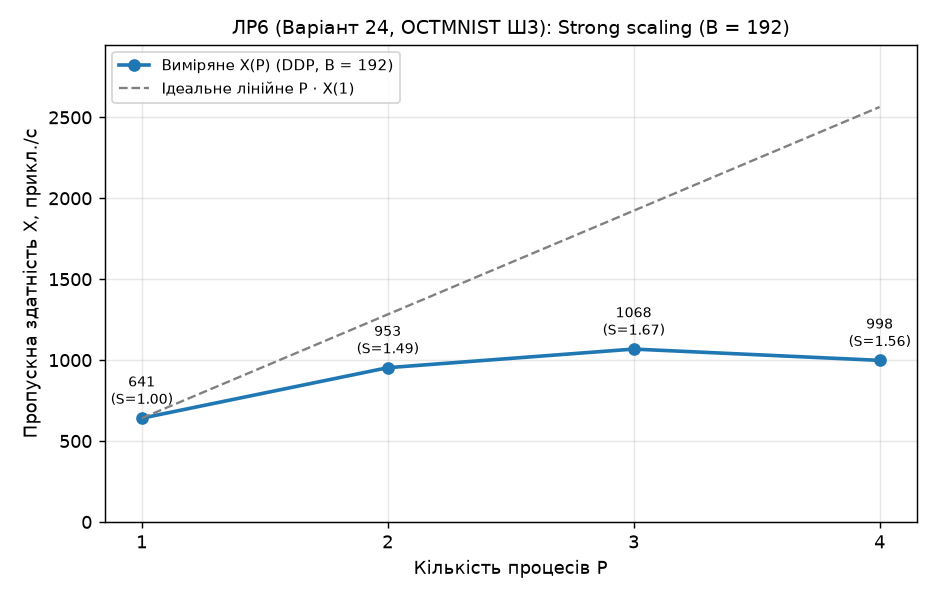 ЛР6 (Варіант 24, OCTMNIST ШЗ): Strong scaling (B = 192)
Виміряне X(P) (DDP, B = 192)
Ідеальне лінійне P · X(1)
Пропускна здатність X, прикл./с
2500
2000
1500
1000
500
0
641
(S=1.00)
953
(S=1.49)
1068
(S=1.67)
998
(S=1.56)
1
2
3
4
Кількість процесів P